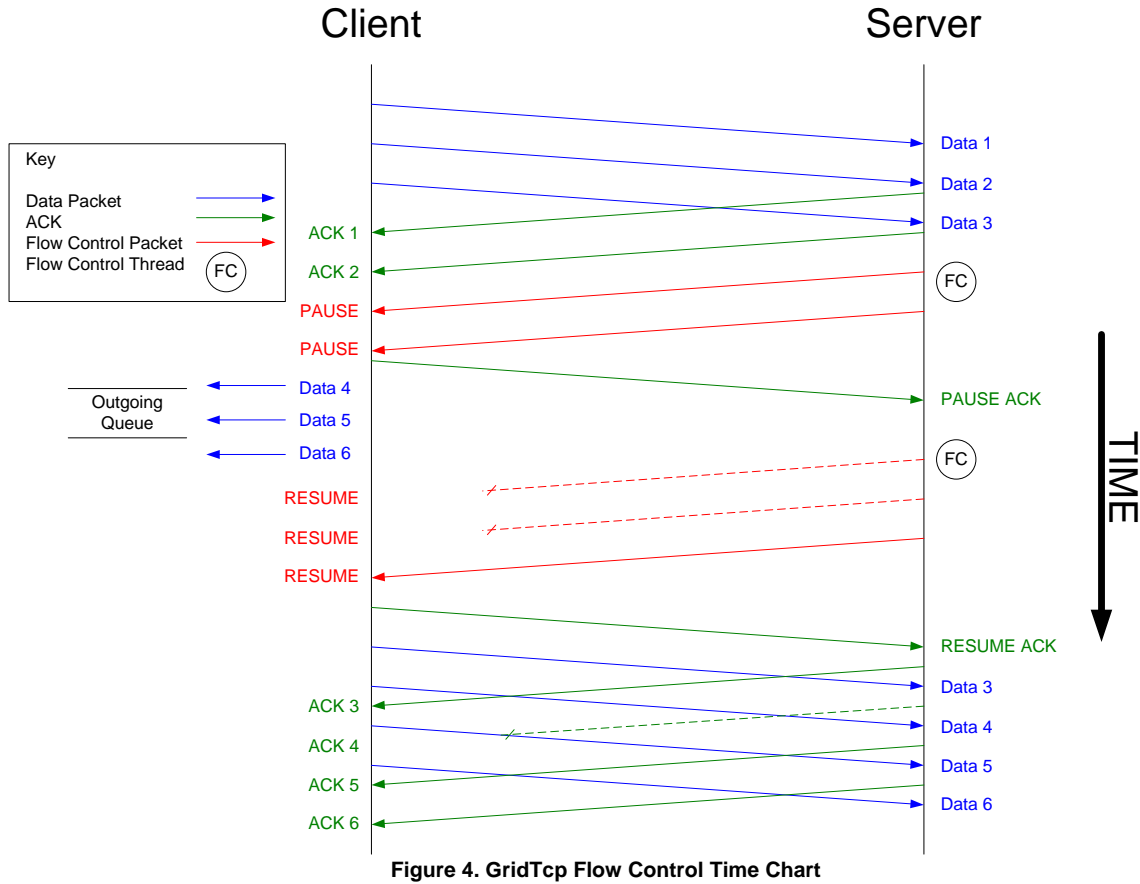 Client
Server
Key
Data Packet
ACK
Flow Control Packet
Flow Control Thread
FC
Data 1
Data 2
Data 3
ACK 1
ACK 2
FC
PAUSE
PAUSE
Data 4
PAUSE ACK
Outgoing
Queue
Data 5
Data 6
FC
RESUME
RESUME
RESUME
TIME
RESUME ACK
Data 3
ACK 3
Data 4
ACK 4
Data 5
ACK 5
Data 6
ACK 6
Figure 4. GridTcp Flow Control Time Chart